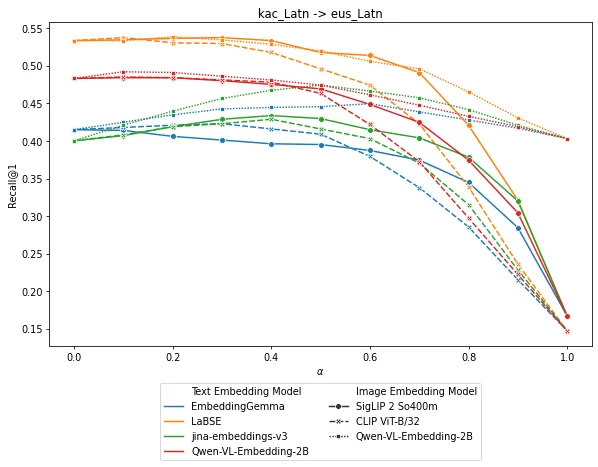 kac_Latn -> eus_Latn
Recall@1
0.55
0.50
0.45
0.40
0.35
0.30
0.25
0.20
0.15
0.0 0.2 0.4 0.6 0.8 1.0
α
Text Embedding Model
EmbeddingGemma
LaBSE
jina-embeddings-v3
Qwen-VL-Embedding-2B
Image Embedding Model
SigLIP 2 So400m
CLIP ViT-B/32
Qwen-VL-Embedding-2B